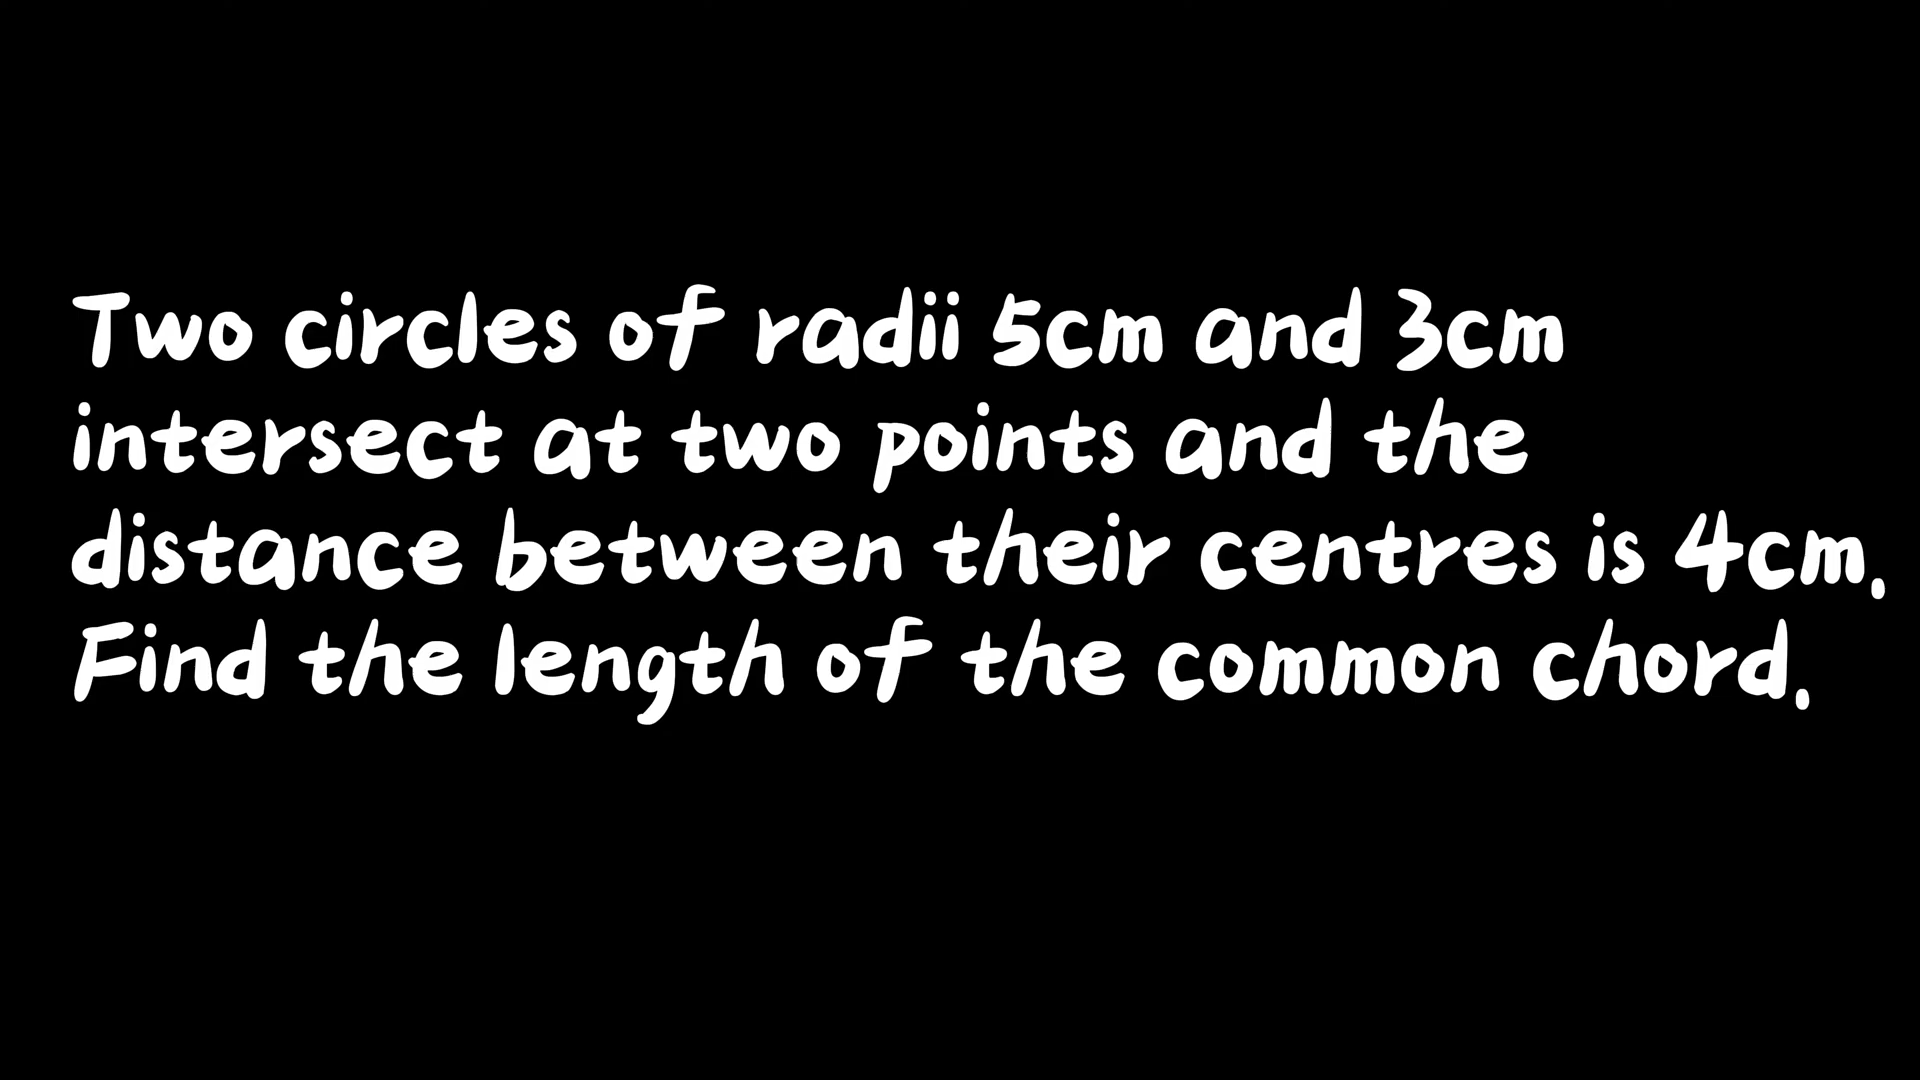 Two circles of radii 5cm and 3cm
intersect at two points and the
distance between their centres is 4cm.
Find the length of the common chord.